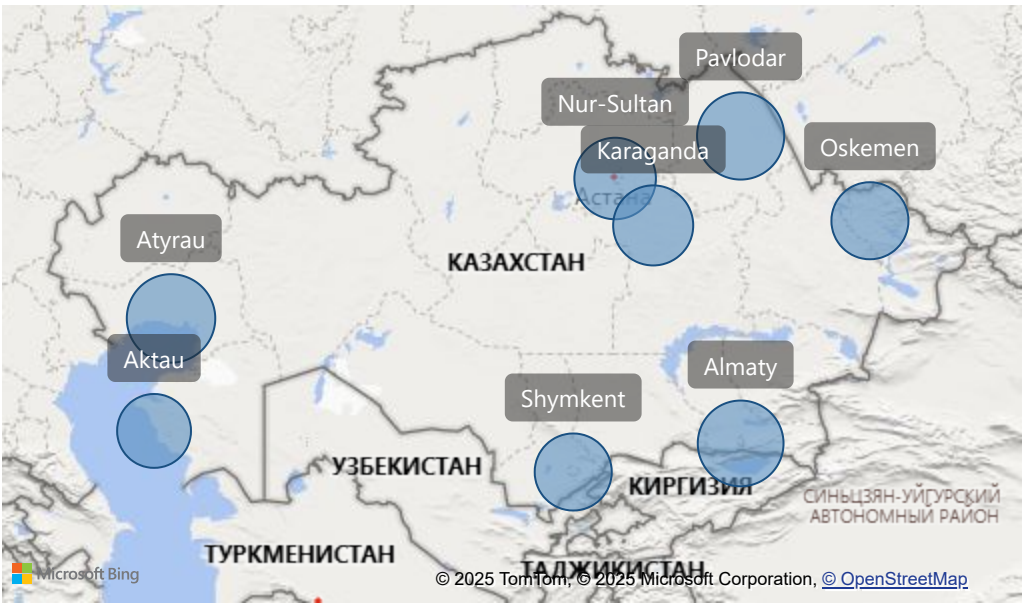 Pavlodar
Nur-Sultan
Karaganda
Oskemen
Астана
Atyrau
КАЗАХСТАН
Aktau
Almaty
Shymkent
УЗБЕКИСТАН
КИРГИЗИЯ
СИНЬЦЗЯН-УЙГУРСКИЙ
АВТОНОМНЫЙ РАЙОН
ТУРКМЕНИСТАН
ТАДЖИКИСТАН
Microsoft Bing
© 2025 TomTom, © 2025 Microsoft Corporation, © OpenStreetMap